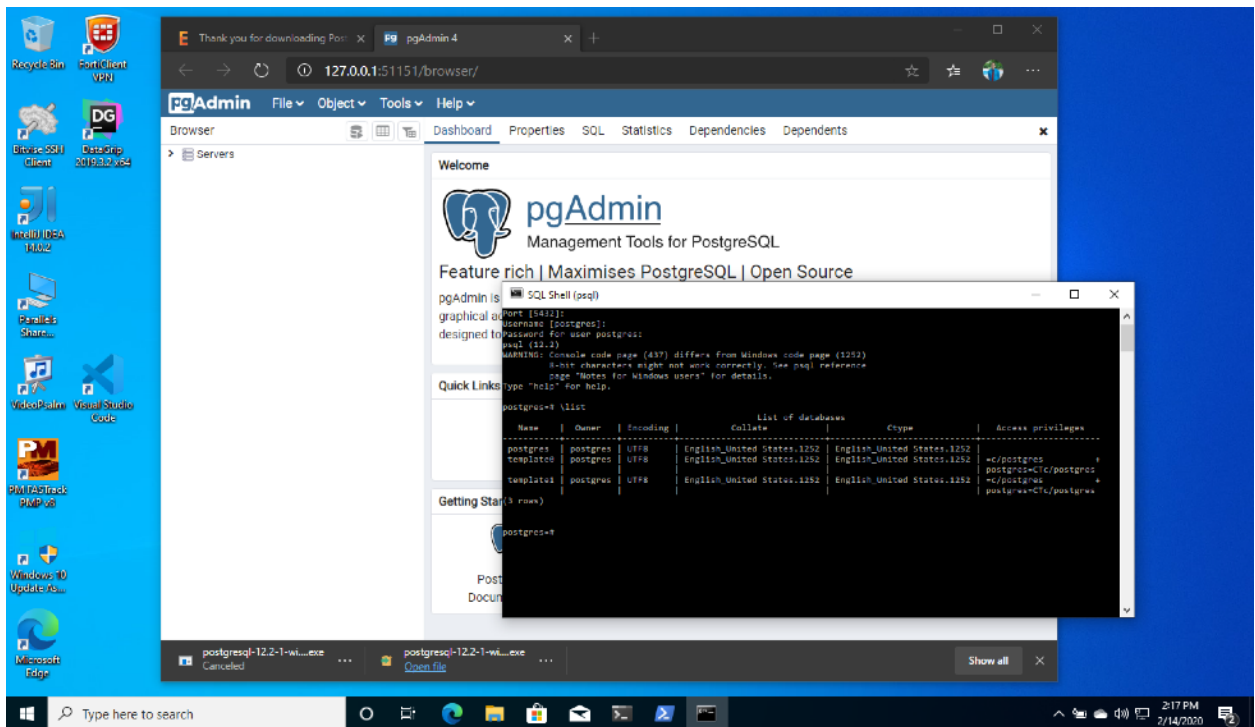 Recycle Bin
FortiClient
VPN
Bitvise SSH
Client
DG
DataGrip
2019.3.2 x64
IntelliJ IDEA
14.0.2
Parallels
Share...
VideoPsalm
Visual Studio
Code
PM
PM FASTrack
PMP v8
Windows 10
Update As...
Microsoft
Edge
Thank you for downloading Post
pgAdmin 4
127.0.0.1:51151/browser/
pgAdmin
File
Object
Tools
Help
Browser
Dashboard
Properties
SQL
Statistics
Dependencies
Dependents
Servers
Welcome
pgAdmin
Management Tools for PostgreSQL
Feature rich | Maximises PostgreSQL | Open Source
pgAdmin is
graphical ad
designed to
Quick Links
Getting Star
Post
Docum
SQL Shell (psql)
Port [5432]:
Username [postgres]:
Password for user postgres:
psql (12.2)
WARNING: Console code page (437) differs from Windows code page (1252)
8-bit characters might not work correctly. See psql reference
page "Notes for Windows users" for details.
Type "help" for help.
postgres=# \list
List of databases
Name | Owner | Encoding | Collate | Ctype | Access privileges
postgres | postgres | UTF8 | English_United States.1252 | English_United States.1252 |
template0 | postgres | UTF8 | English_United States.1252 | English_United States.1252 | =c/postgres +
| | | | | postgres=CTc/postgres
template1 | postgres | UTF8 | English_United States.1252 | English_United States.1252 | =c/postgres +
| | | | | postgres=CTc/postgres
(3 rows)
postgres=#
postgresql-12.2-1-wi....exe
Canceled
postgresql-12.2-1-wi....exe
Open file
Show all
Type here to search
2:17 PM
2/14/2020
2